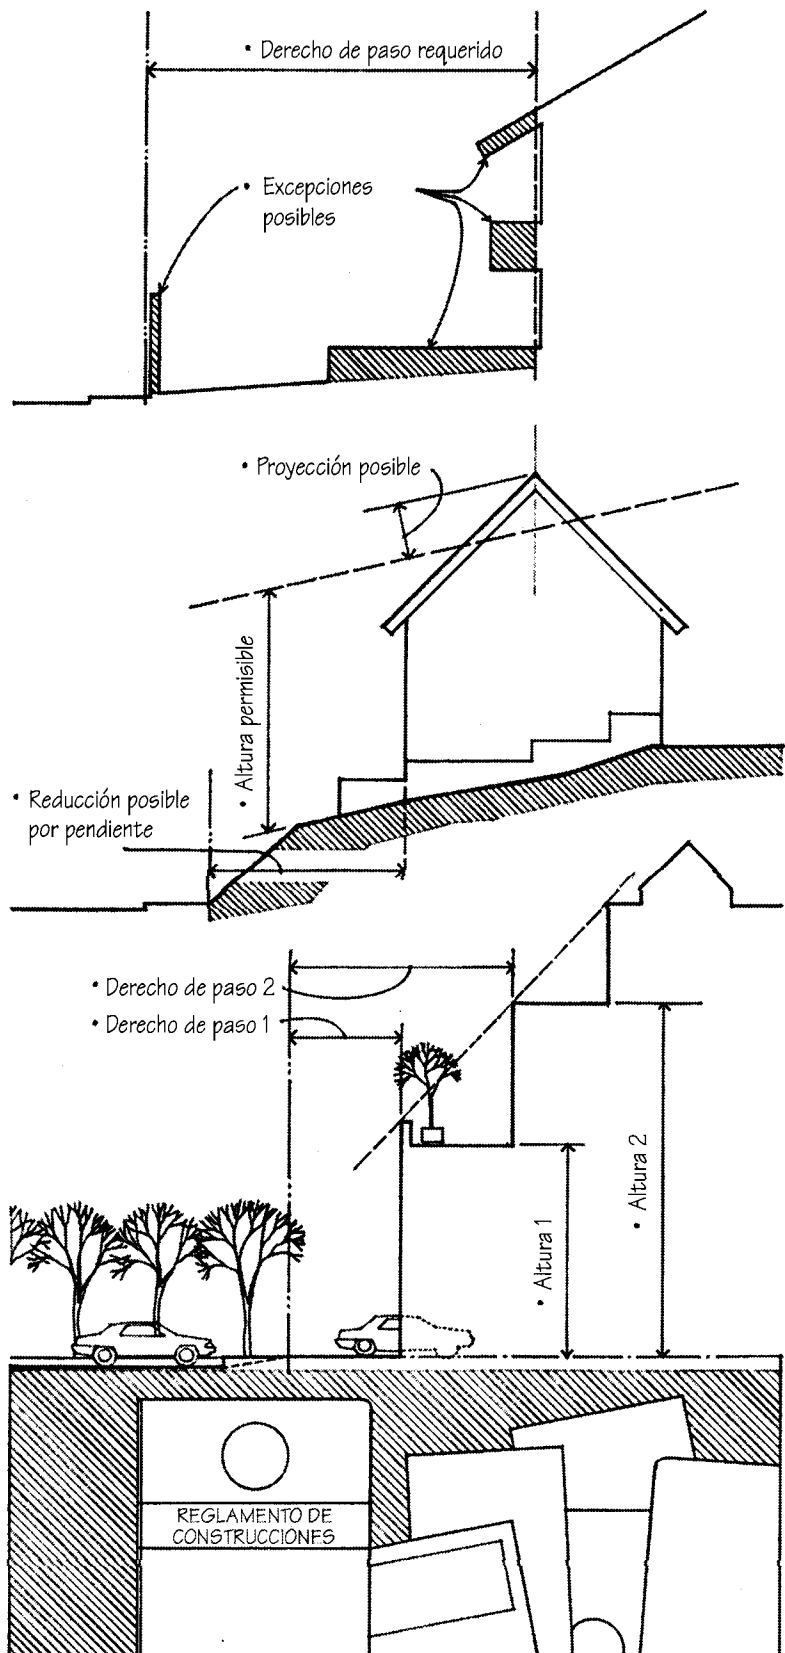 • Derecho de paso requerido
• Excepciones
posibles
• Proyección posible
• Altura permisible
• Reducción posible
por pendiente
• Derecho de paso 2
• Derecho de paso 1
• Altura 2
• Altura 1
REGLAMENTO DE
CONSTRUCCIONES